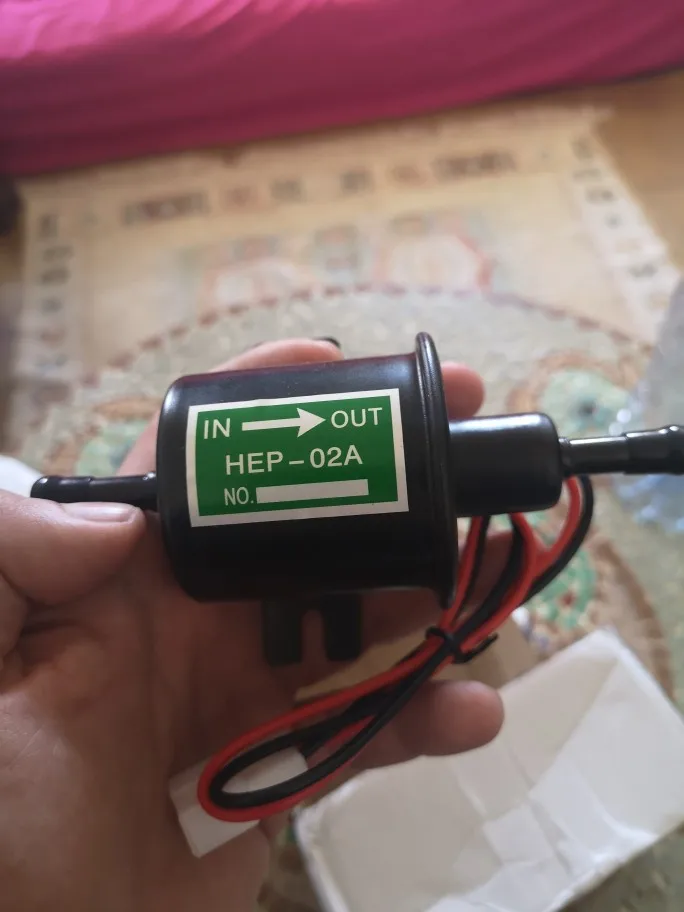 IN → OUT
HEP-02A
NO.